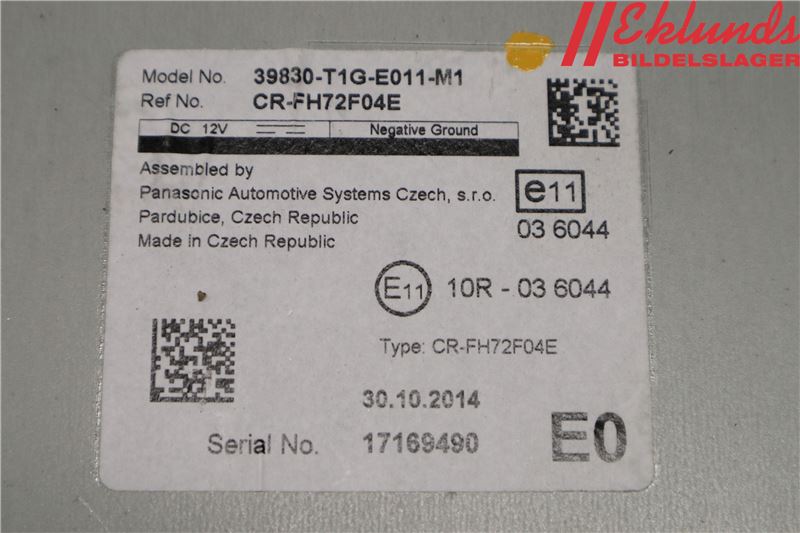 Eklunds
BILDELSLAGER
Model No. 39830-T1G-E011-M1
Ref No. CR-FH72F04E
DC 12V Negative Ground
Assembled by
Panasonic Automotive Systems Czech, s.r.o.
Pardubice, Czech Republic
Made in Czech Republic
e11
03 6044
E11 10R - 03 6044
Type: CR-FH72F04E
30.10.2014
Serial No. 17169490
E0